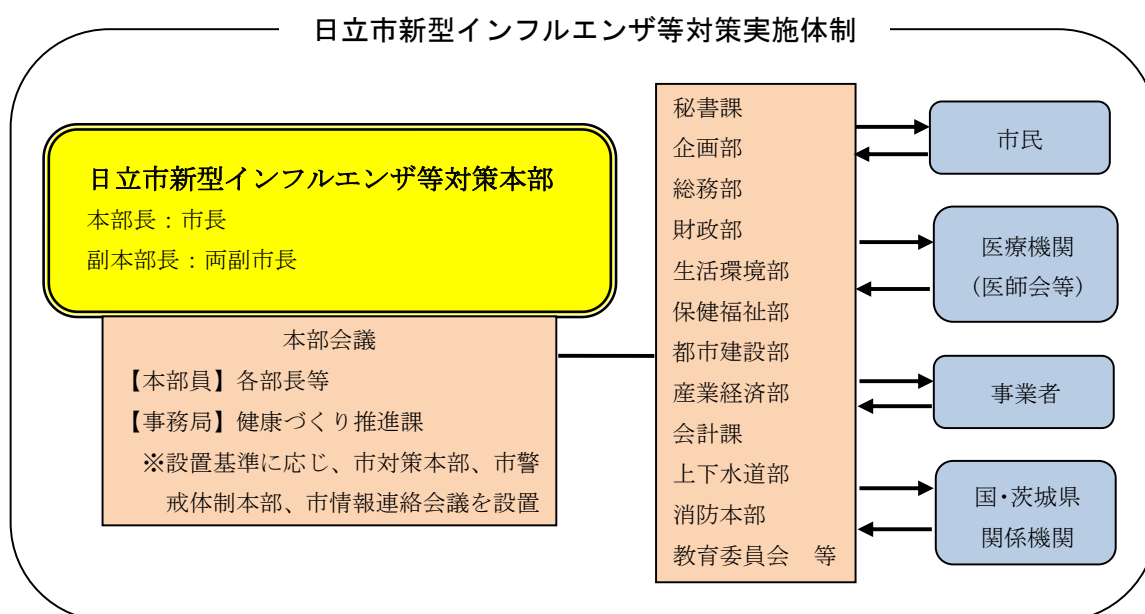 日立市新型インフルエンザ等対策実施体制
日立市新型インフルエンザ等対策本部
本部長：市長
副本部長：両副市長
本部会議
【本部員】各部長等
【事務局】健康づくり推進課
※設置基準に応じ、市対策本部、市警
戒体制本部、市情報連絡会議を設置
秘書課
企画部
総務部
財政部
生活環境部
保健福祉部
都市建設部
産業経済部
会計課
上下水道部
消防本部
教育委員会　等
市民
医療機関
（医師会等）
事業者
国・茨城県
関係機関